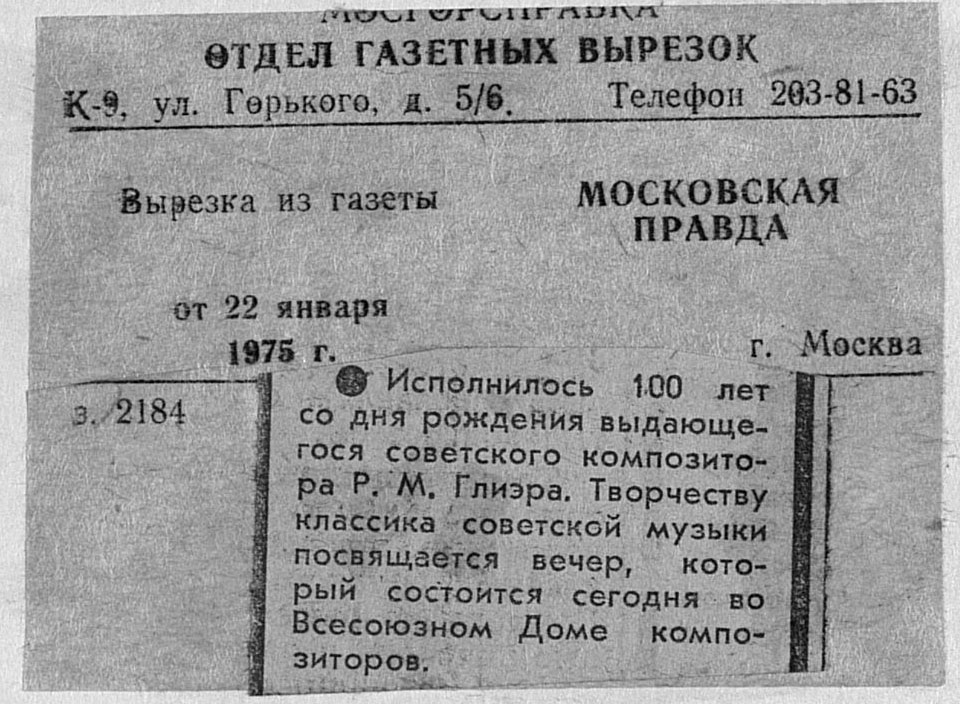 МОСГОРСПРАВКА
ОТДЕЛ ГАЗЕТНЫХ ВЫРЕЗОК
К-9, ул. Горького, д. 5/6. Телефон 203-81-63
Вырезка из газеты
МОСКОВСКАЯ
ПРАВДА
от 22 января
1975 г.
г. Москва
з. 2184
Исполнилось 100 лет
со дня рождения выдающе-
гося советского композито-
ра Р. М. Глиэра. Творчеству
классика советской музыки
посвящается вечер, кото-
рый состоится сегодня во
Всесоюзном Доме компо-
зиторов.